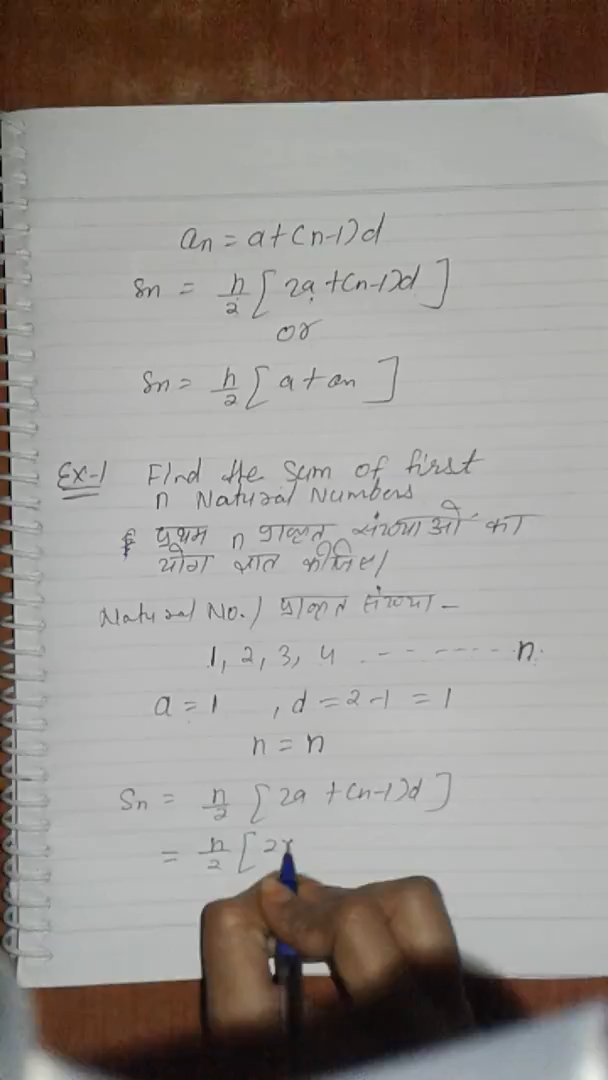 an = a+(n-1)d
Sn = n/2 [2a +(n-1)d]
or
Sn = n/2 [a + an]
Ex-1 Find the Sum of first
n Natural Numbers
प्रथम n प्राकृत संख्याओं का
योग ज्ञात कीजिए।
Natural No. / प्राकृत संख्या -
1, 2, 3, 4 - - - - - - - n.
a = 1 , d = 2-1 = 1
n = n
Sn = n/2 [2a +(n-1)d]
= n/2 [2x